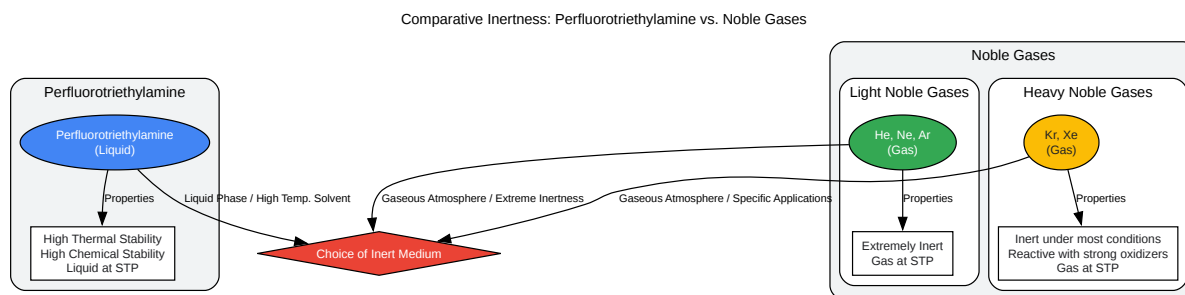 Comparative Inertness: Perfluorotriethylamine vs. Noble Gases
Noble Gases
Perfluorotriethylamine
Light Noble Gases
Heavy Noble Gases
Perfluorotriethylamine
(Liquid)
He, Ne, Ar
(Gas)
Kr, Xe
(Gas)
Properties
Liquid Phase / High Temp. Solvent
Gaseous Atmosphere / Extreme Inertness
Gaseous Atmosphere / Specific Applications
Properties
Properties
High Thermal Stability
High Chemical Stability
Liquid at STP
Choice of Inert Medium
Extremely Inert
Gas at STP
Inert under most conditions
Reactive with strong oxidizers
Gas at STP